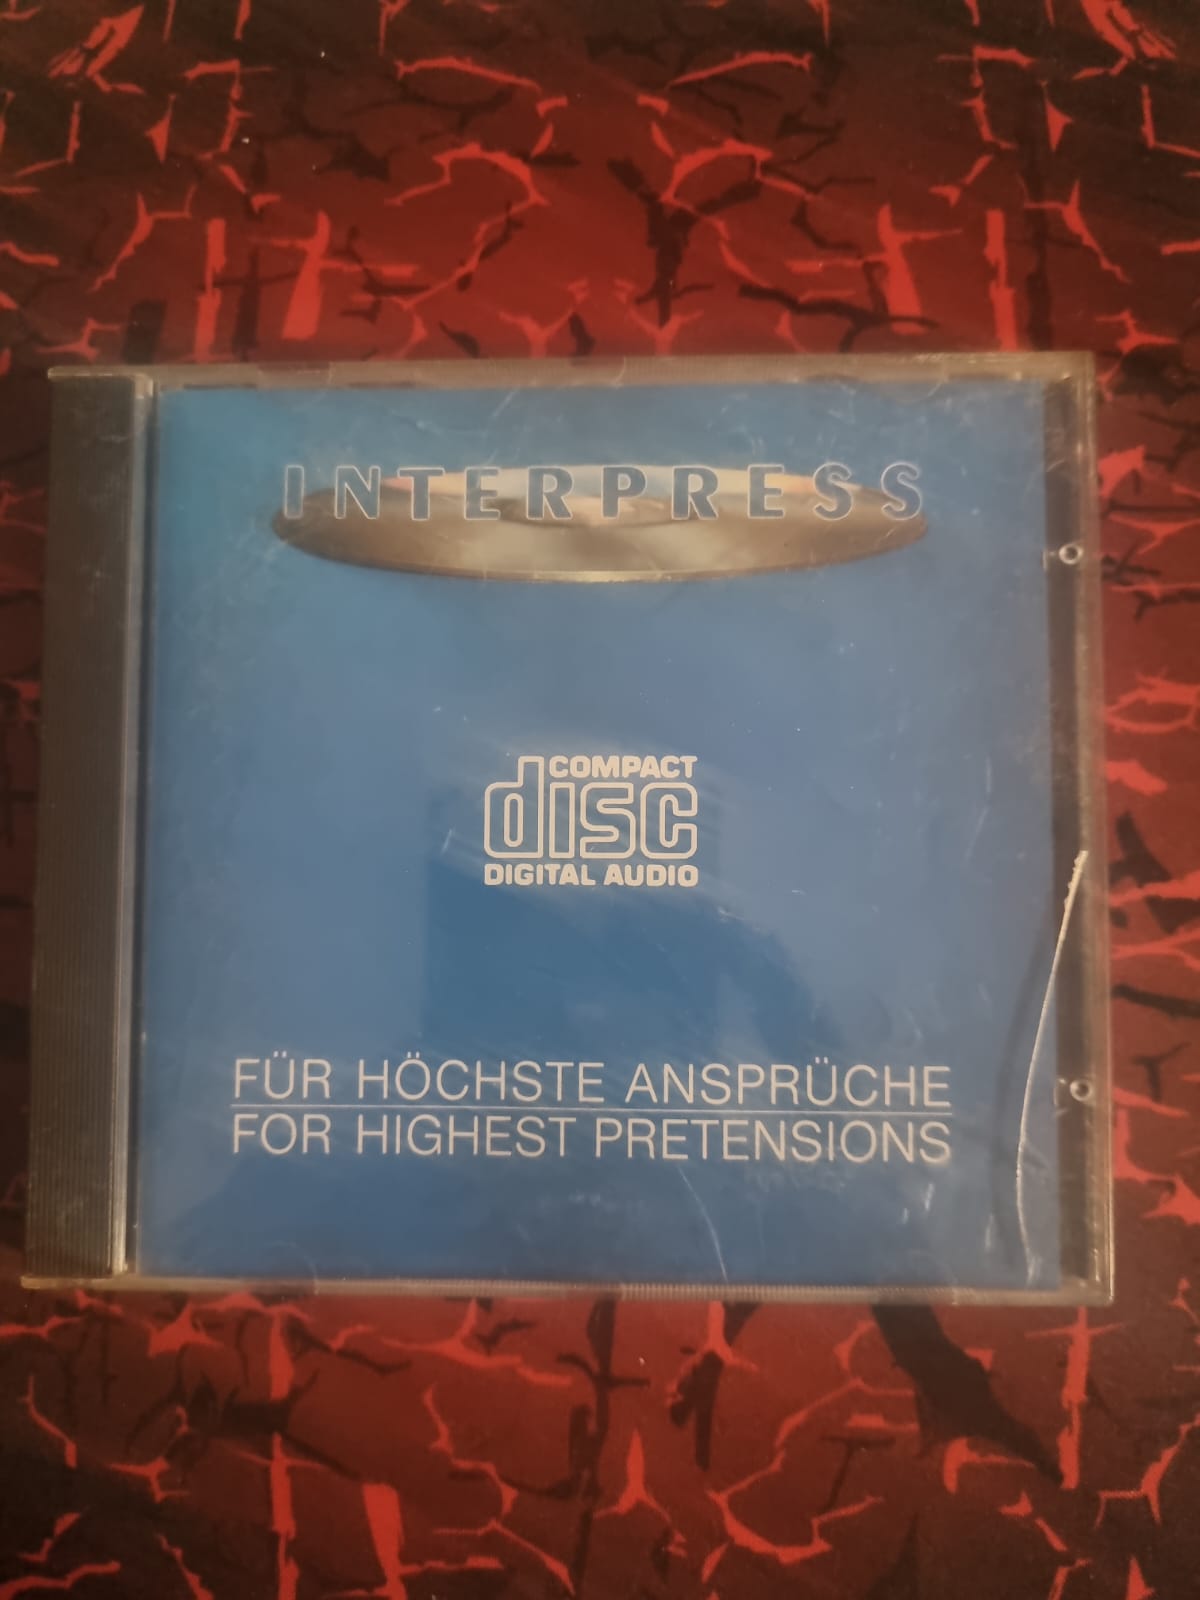 INTERPRESS
COMPACT
disc
DIGITAL AUDIO
FÜR HÖCHSTE ANSPRÜCHE
FOR HIGHEST PRETENSIONS